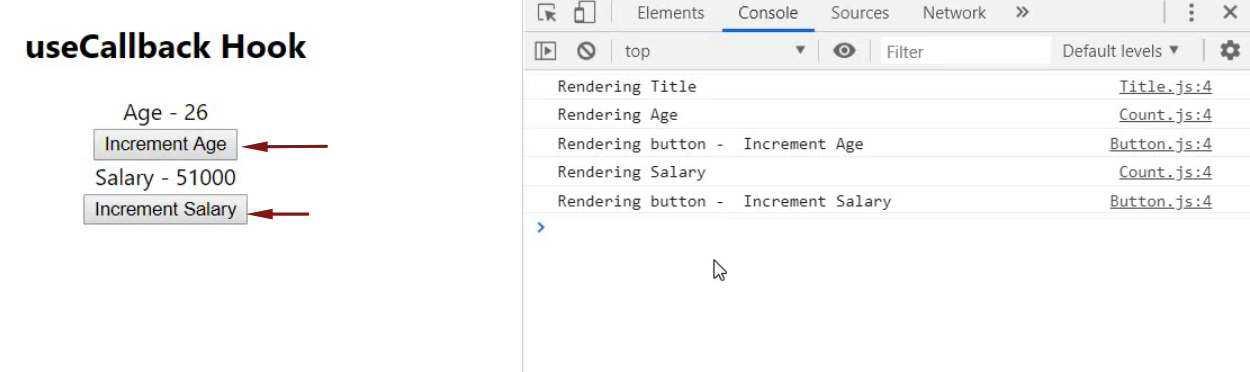 useCallback Hook
Age - 26
Increment Age
Salary - 51000
Increment Salary
Elements Console Sources Network »
top Filter Default levels
Rendering Title Title.js:4
Rendering Age Count.js:4
Rendering button -  Increment Age Button.js:4
Rendering Salary Count.js:4
Rendering button -  Increment Salary Button.js:4